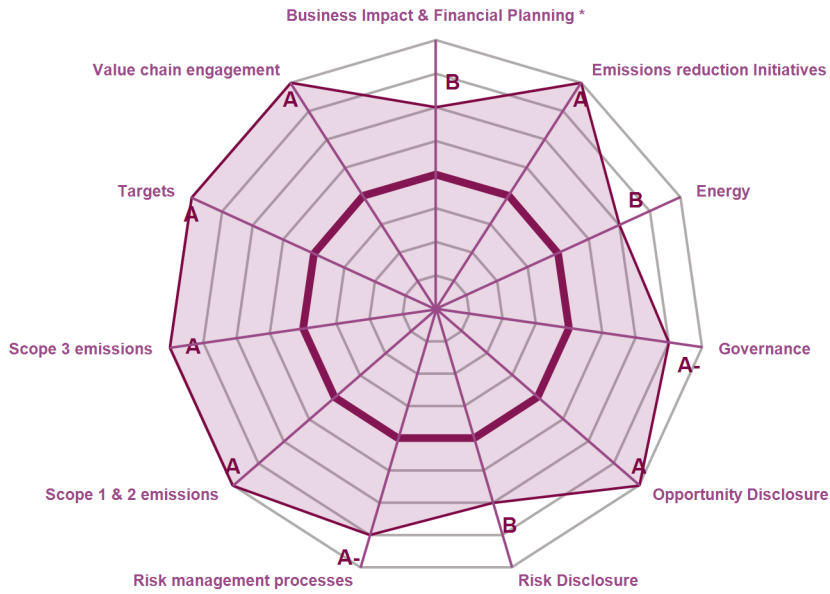 Business Impact & Financial Planning *
Value chain engagement
Emissions reduction Initiatives
B
A
A
Targets
Energy
B
A
Scope 3 emissions
A
Governance
A-
A
A
Scope 1 & 2 emissions
Opportunity Disclosure
B
A-
Risk management processes
Risk Disclosure